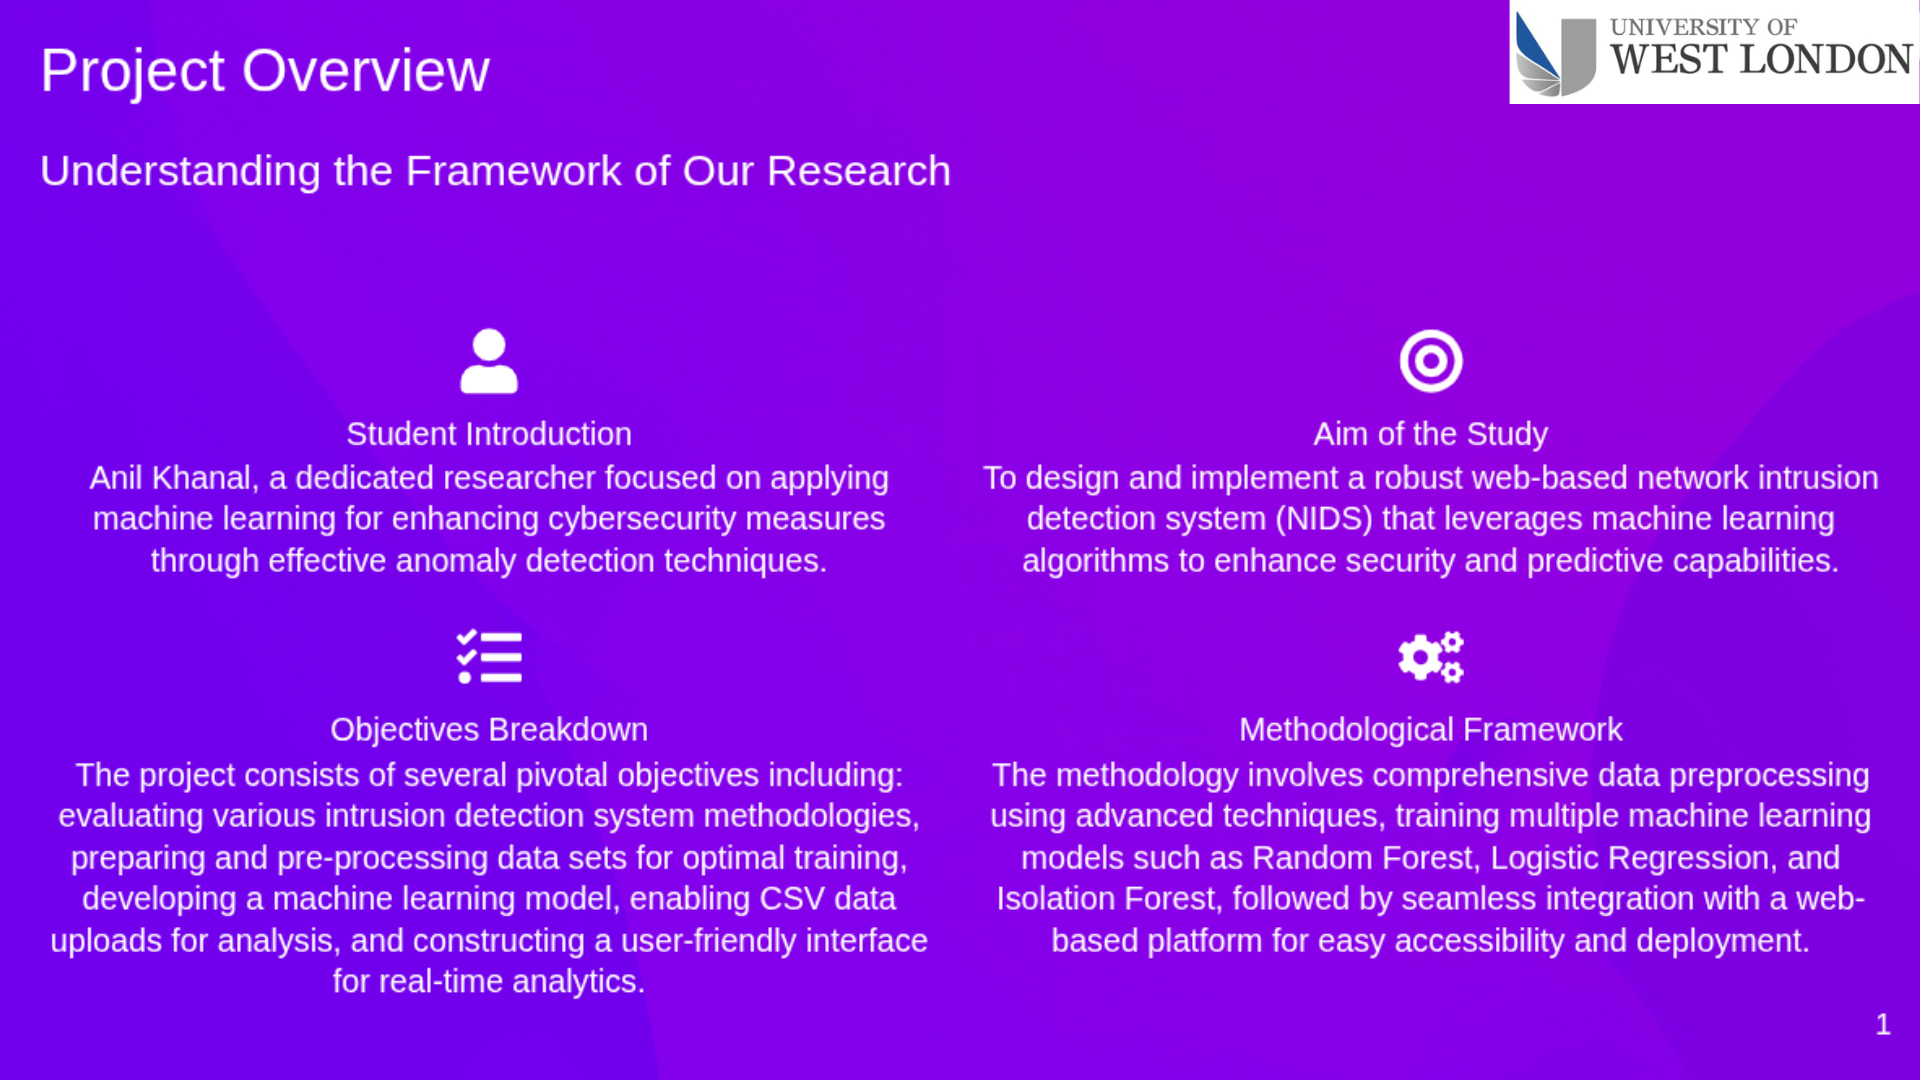 Project Overview
UNIVERSITY OF
WEST LONDON
Understanding the Framework of Our Research
Student Introduction
Anil Khanal, a dedicated researcher focused on applying
machine learning for enhancing cybersecurity measures
through effective anomaly detection techniques.
Aim of the Study
To design and implement a robust web-based network intrusion
detection system (NIDS) that leverages machine learning
algorithms to enhance security and predictive capabilities.
Objectives Breakdown
The project consists of several pivotal objectives including:
evaluating various intrusion detection system methodologies,
preparing and pre-processing data sets for optimal training,
developing a machine learning model, enabling CSV data
uploads for analysis, and constructing a user-friendly interface
for real-time analytics.
Methodological Framework
The methodology involves comprehensive data preprocessing
using advanced techniques, training multiple machine learning
models such as Random Forest, Logistic Regression, and
Isolation Forest, followed by seamless integration with a web-
based platform for easy accessibility and deployment.
1